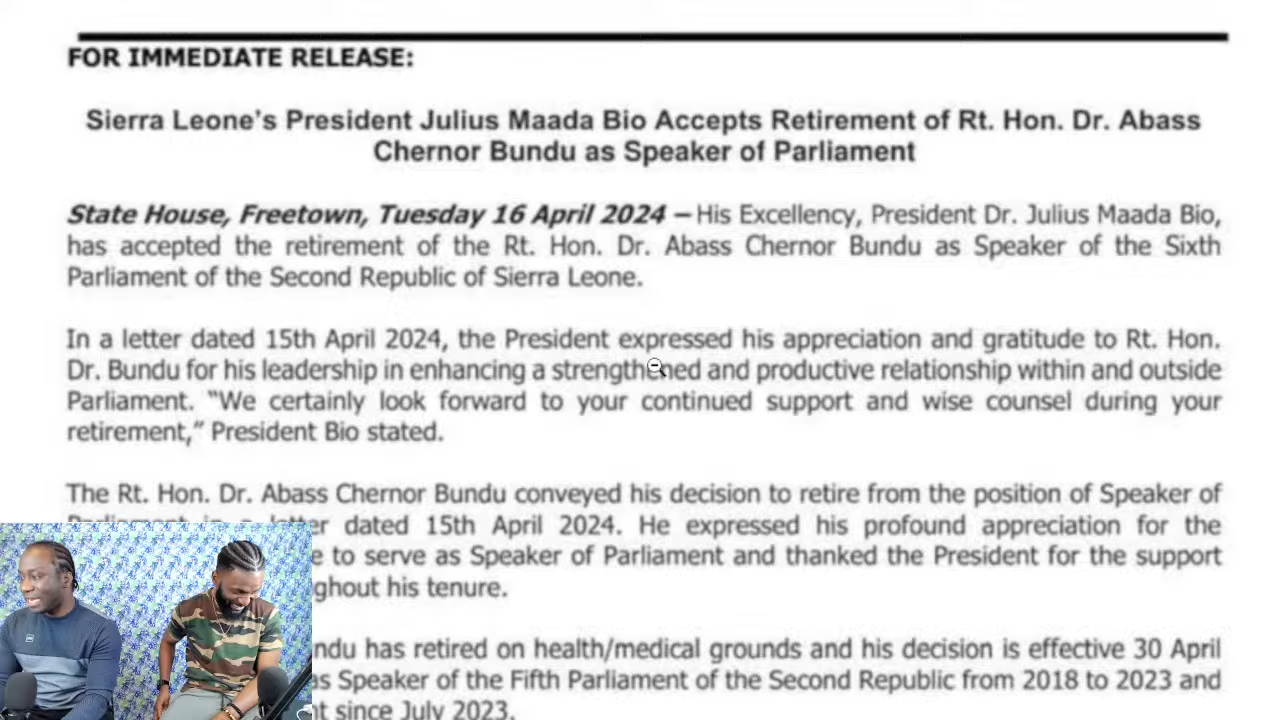 FOR IMMEDIATE RELEASE:
Sierra Leone's President Julius Maada Bio Accepts Retirement of Rt. Hon. Dr. Abass
Chernor Bundu as Speaker of Parliament
State House, Freetown, Tuesday 16 April 2024 – His Excellency, President Dr. Julius Maada Bio,
has accepted the retirement of the Rt. Hon. Dr. Abass Chernor Bundu as Speaker of the Sixth
Parliament of the Second Republic of Sierra Leone.
In a letter dated 15th April 2024, the President expressed his appreciation and gratitude to Rt. Hon.
Dr. Bundu for his leadership in enhancing a strengthened and productive relationship within and outside
Parliament. “We certainly look forward to your continued support and wise counsel during your
retirement,” President Bio stated.
The Rt. Hon. Dr. Abass Chernor Bundu conveyed his decision to retire from the position of Speaker of
dated 15th April 2024. He expressed his profound appreciation for the
to serve as Speaker of Parliament and thanked the President for the support
his tenure.
has retired on health/medical grounds and his decision is effective 30 April
Speaker of the Fifth Parliament of the Second Republic from 2018 to 2023 and
since July 2023.